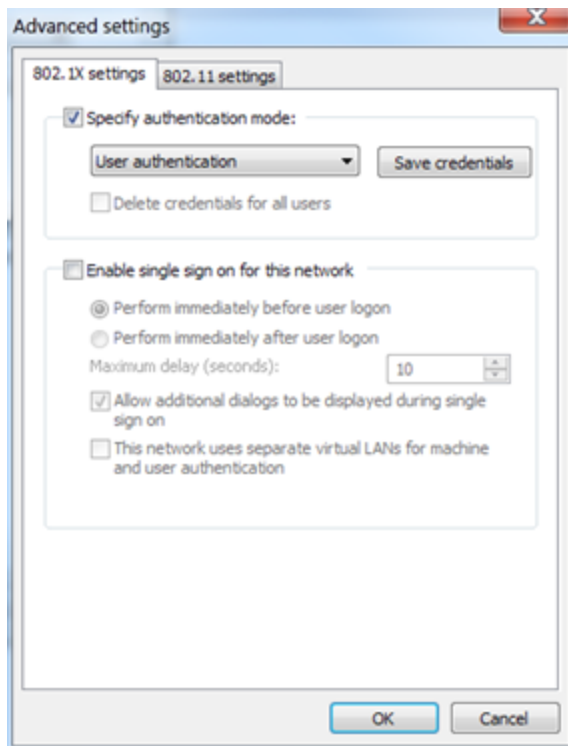 Advanced settings
802.1X settings
802.11 settings
Specify authentication mode:
User authentication
Save credentials
Delete credentials for all users
Enable single sign on for this network
Perform immediately before user logon
Perform immediately after user logon
Maximum delay (seconds):
10
Allow additional dialogs to be displayed during single
sign on
This network uses separate virtual LANs for machine
and user authentication
OK
Cancel